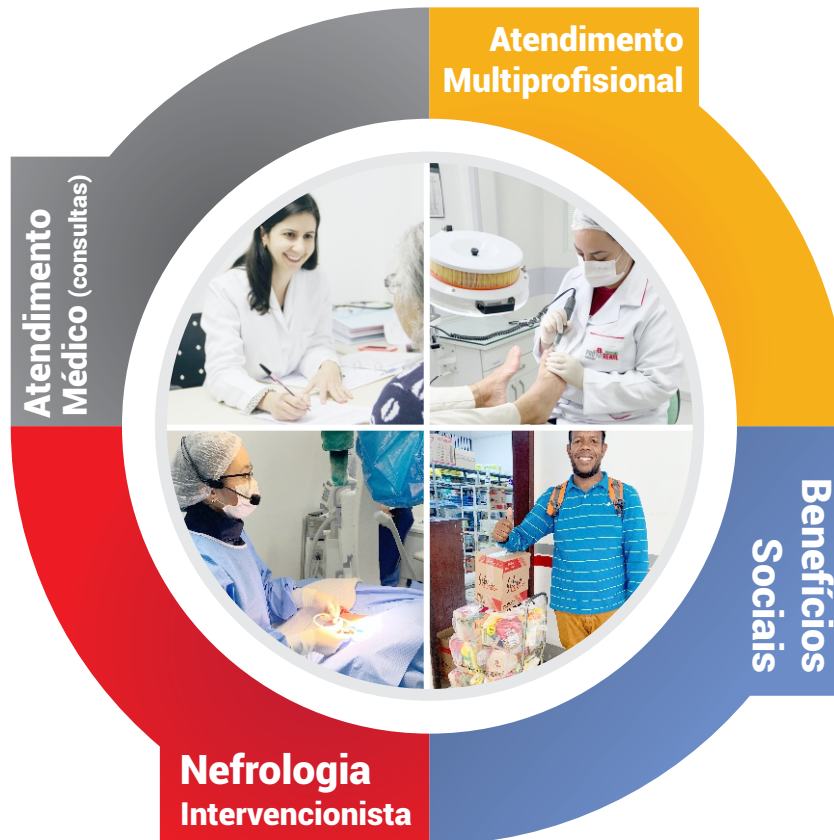 Atendimento
Multiprofisional
Atendimento
Médico (consultas)
Benefícios
Sociais
Nefrologia
Intervencionista